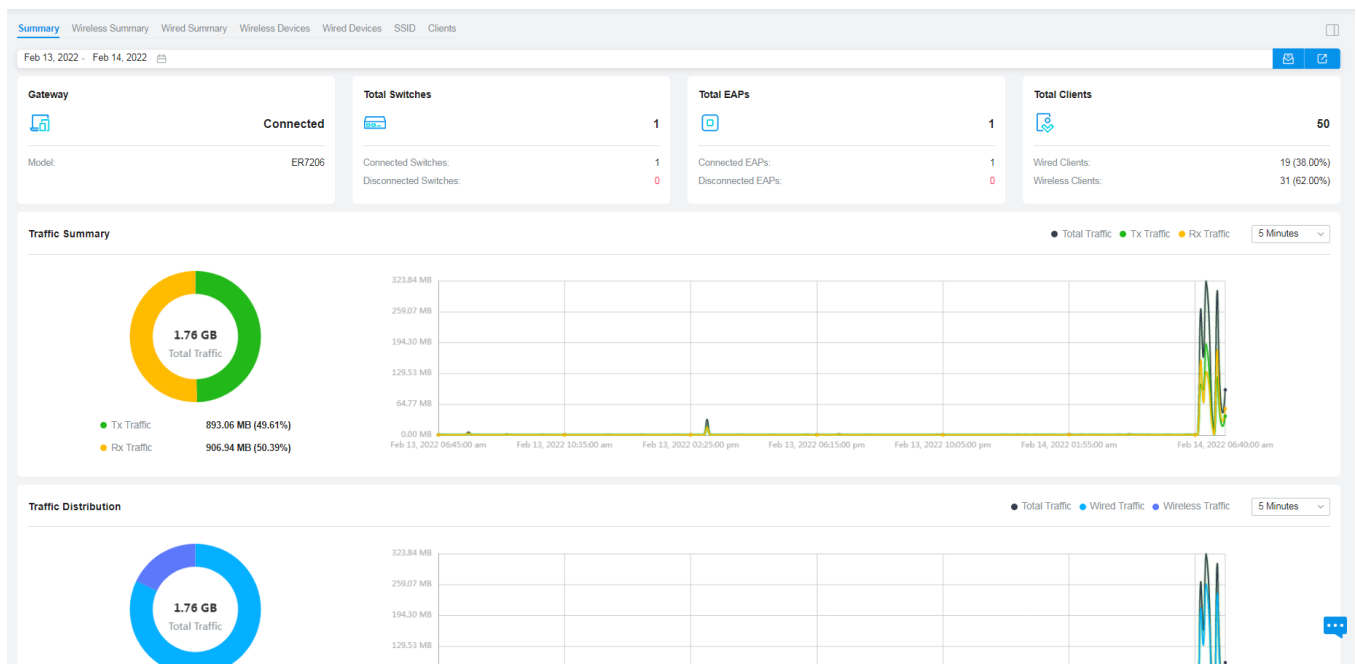 Summary Wireless Summary Wired Summary Wireless Devices Wired Devices SSID Clients
Feb 13, 2022 - Feb 14, 2022
Gateway Total Switches Total EAPs Total Clients
Connected 1 1 50
Model: ER7206 Connected Switches: 1 Connected EAPs: 1 Wired Clients: 19 (38.00%)
Disconnected Switches: 0 Disconnected EAPs: 0 Wireless Clients: 31 (62.00%)
Traffic Summary Total Traffic Tx Traffic Rx Traffic 5 Minutes
323.84 MB
259.07 MB
194.30 MB
129.53 MB
64.77 MB
0.00 MB
1.76 GB
Total Traffic
Tx Traffic 893.06 MB (49.61%)
Rx Traffic 906.94 MB (50.39%)
Feb 13, 2022 06:45:00 am Feb 13, 2022 10:35:00 am Feb 13, 2022 02:25:00 pm Feb 13, 2022 06:15:00 pm Feb 13, 2022 10:05:00 pm Feb 14, 2022 01:55:00 am Feb 14, 2022 06:40:00 am
Traffic Distribution Total Traffic Wired Traffic Wireless Traffic 5 Minutes
323.84 MB
259.07 MB
194.30 MB
129.53 MB
1.76 GB
Total Traffic